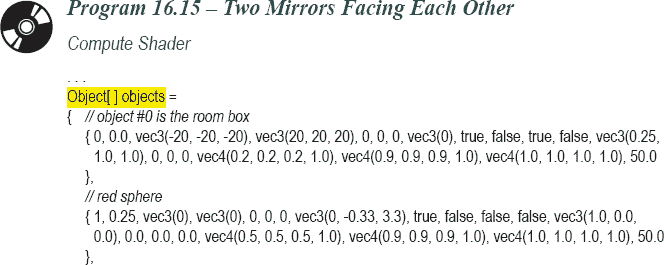 Program 16.15 – Two Mirrors Facing Each Other
Compute Shader
. . .
Object[ ] objects =
{ // object #0 is the room box
{ 0, 0.0, vec3(-20, -20, -20), vec3(20, 20, 20), 0, 0, 0, vec3(0), true, false, true, false, vec3(0.25,
1.0, 1.0), 0, 0, 0, vec4(0.2, 0.2, 0.2, 1.0), vec4(0.9, 0.9, 0.9, 1.0), vec4(1.0, 1.0, 1.0, 1.0), 50.0
},
// red sphere
{ 1, 0.25, vec3(0), vec3(0), 0, 0, 0, vec3(0, -0.33, 3.3), true, false, false, false, vec3(1.0, 0.0,
0.0), 0.0, 0.0, 0.0, vec4(0.5, 0.5, 0.5, 1.0), vec4(0.9, 0.9, 0.9, 1.0), vec4(1.0, 1.0, 1.0, 1.0), 50.0
},